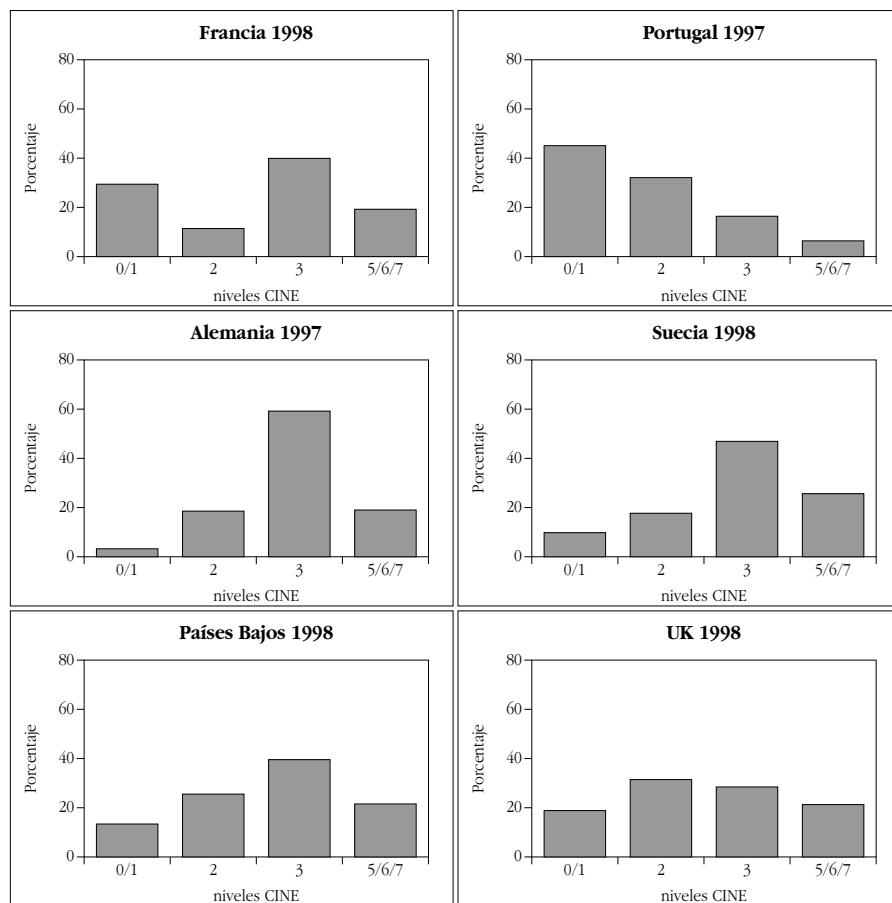 Francia 1998
Porcentaje
80
60
40
20
0
0/1 2 3 5/6/7
niveles CINE
Portugal 1997
Porcentaje
80
60
40
20
0
0/1 2 3 5/6/7
niveles CINE
Alemania 1997
Porcentaje
80
60
40
20
0
0/1 2 3 5/6/7
niveles CINE
Suecia 1998
Porcentaje
80
60
40
20
0
0/1 2 3 5/6/7
niveles CINE
Países Bajos 1998
Porcentaje
80
60
40
20
0
0/1 2 3 5/6/7
niveles CINE
UK 1998
Porcentaje
80
60
40
20
0
0/1 2 3 5/6/7
niveles CINE